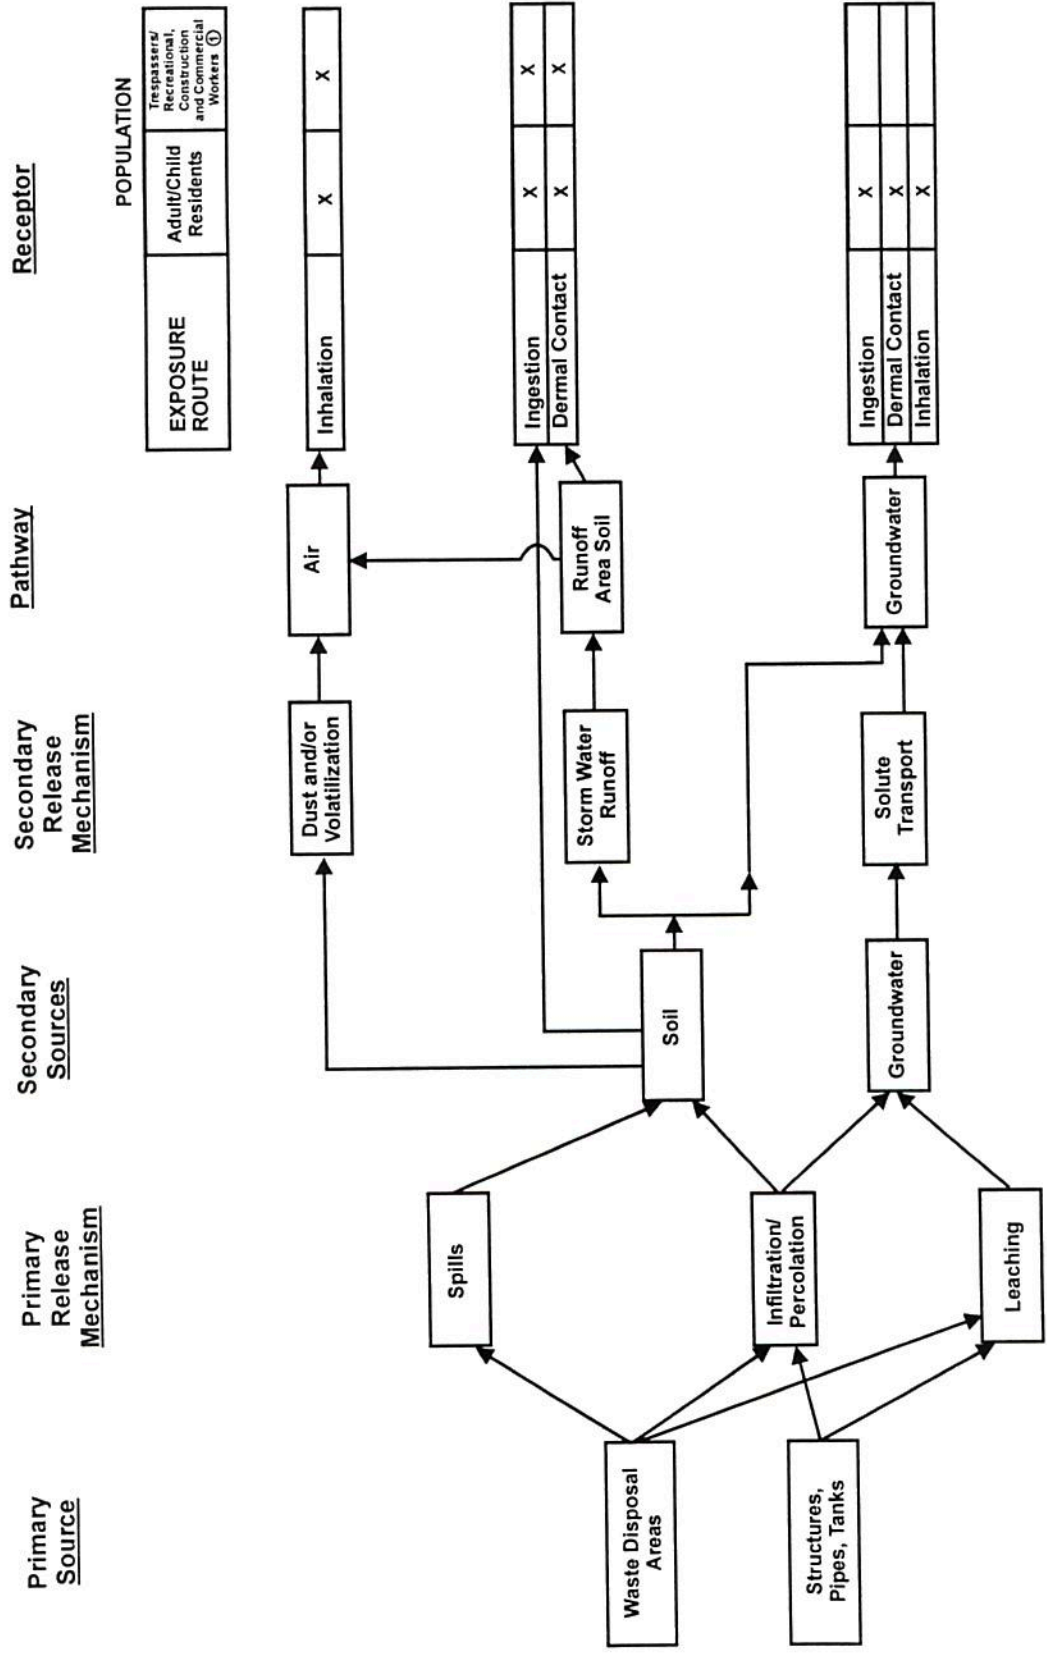 Primary
Source
Primary
Release
Mechanism
Secondary
Sources
Secondary
Release
Mechanism
Pathway
Receptor
POPULATION
EXPOSURE
ROUTE
Adult/Child
Residents
Trespassers/
Recreational,
Construction
and Commercial
Workers ①
Dust and/or
Volatilization
Air
Inhalation
X
X
Spills
Ingestion
X
X
Dermal Contact
X
X
Waste Disposal
Areas
Soil
Storm Water
Runoff
Runoff
Area Soil
Structures,
Pipes, Tanks
Infiltration/
Percolation
Groundwater
Solute
Transport
Groundwater
Ingestion
X
Dermal Contact
X
Inhalation
X
Leaching